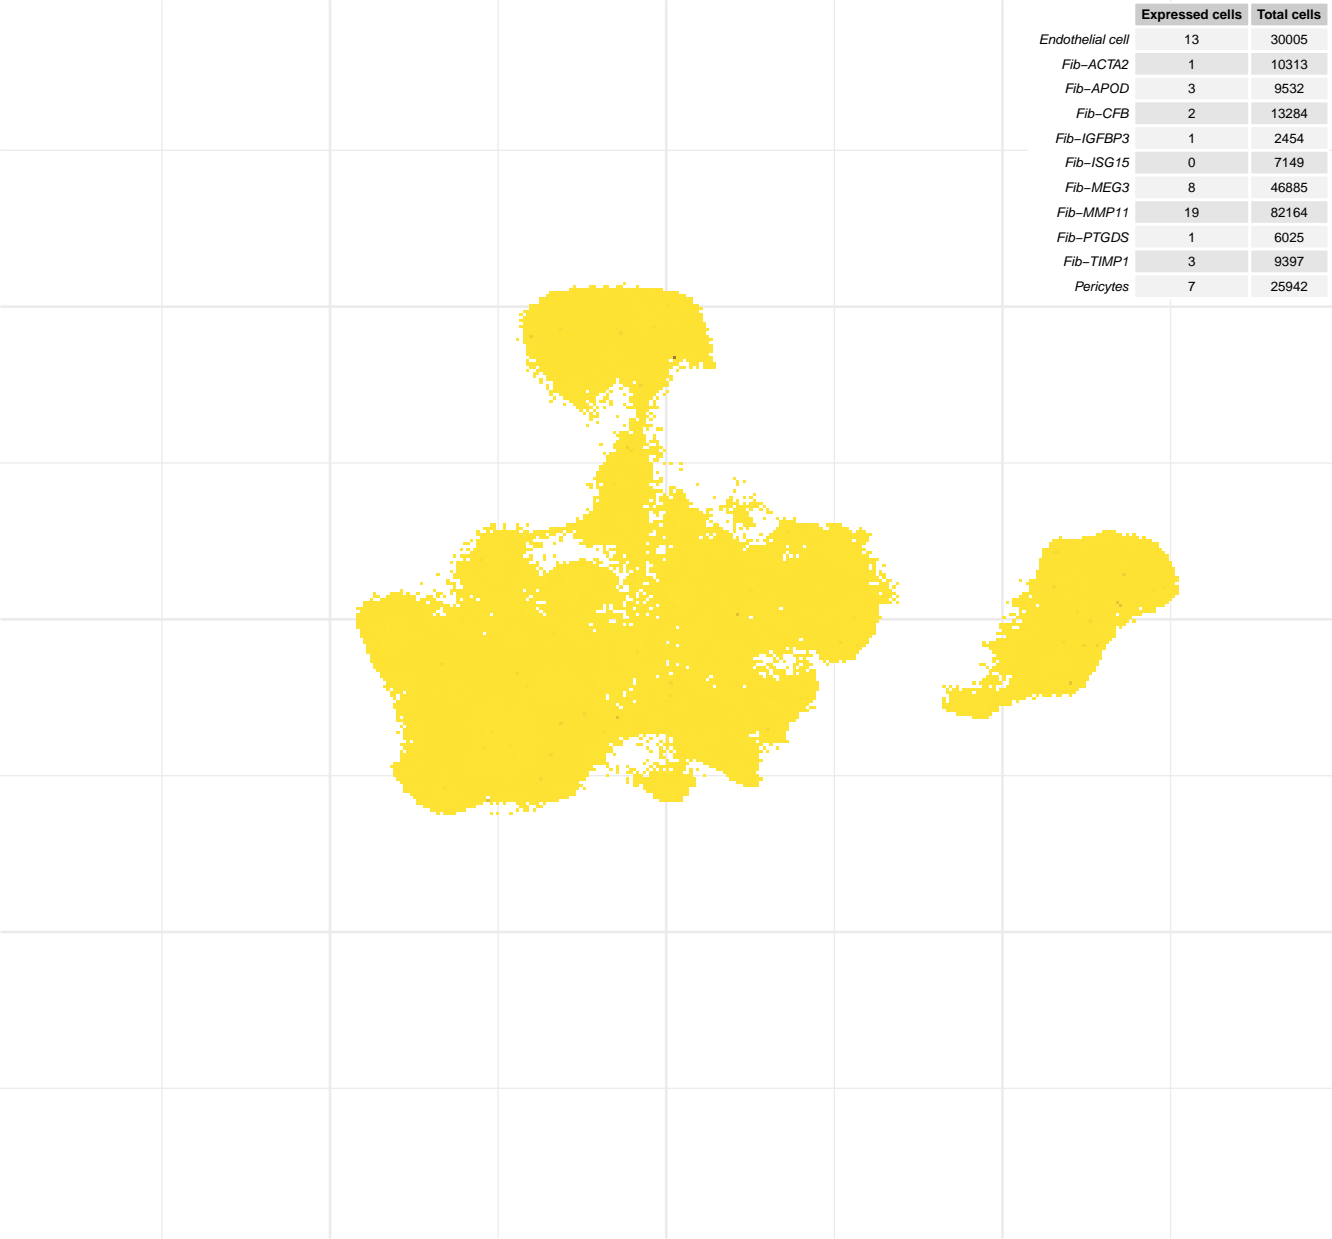 Expressed cells Total cells
Endothelial cell 13 30005
Fib−ACTA2 1 10313
Fib−APOD 3 9532
Fib−CFB 2 13284
Fib−IGFBP3 1 2454
Fib−ISG15 0 7149
Fib−MEG3 8 46885
Fib−MMP11 19 82164
Fib−PTGDS 1 6025
Fib−TIMP1 3 9397
Pericytes 7 25942